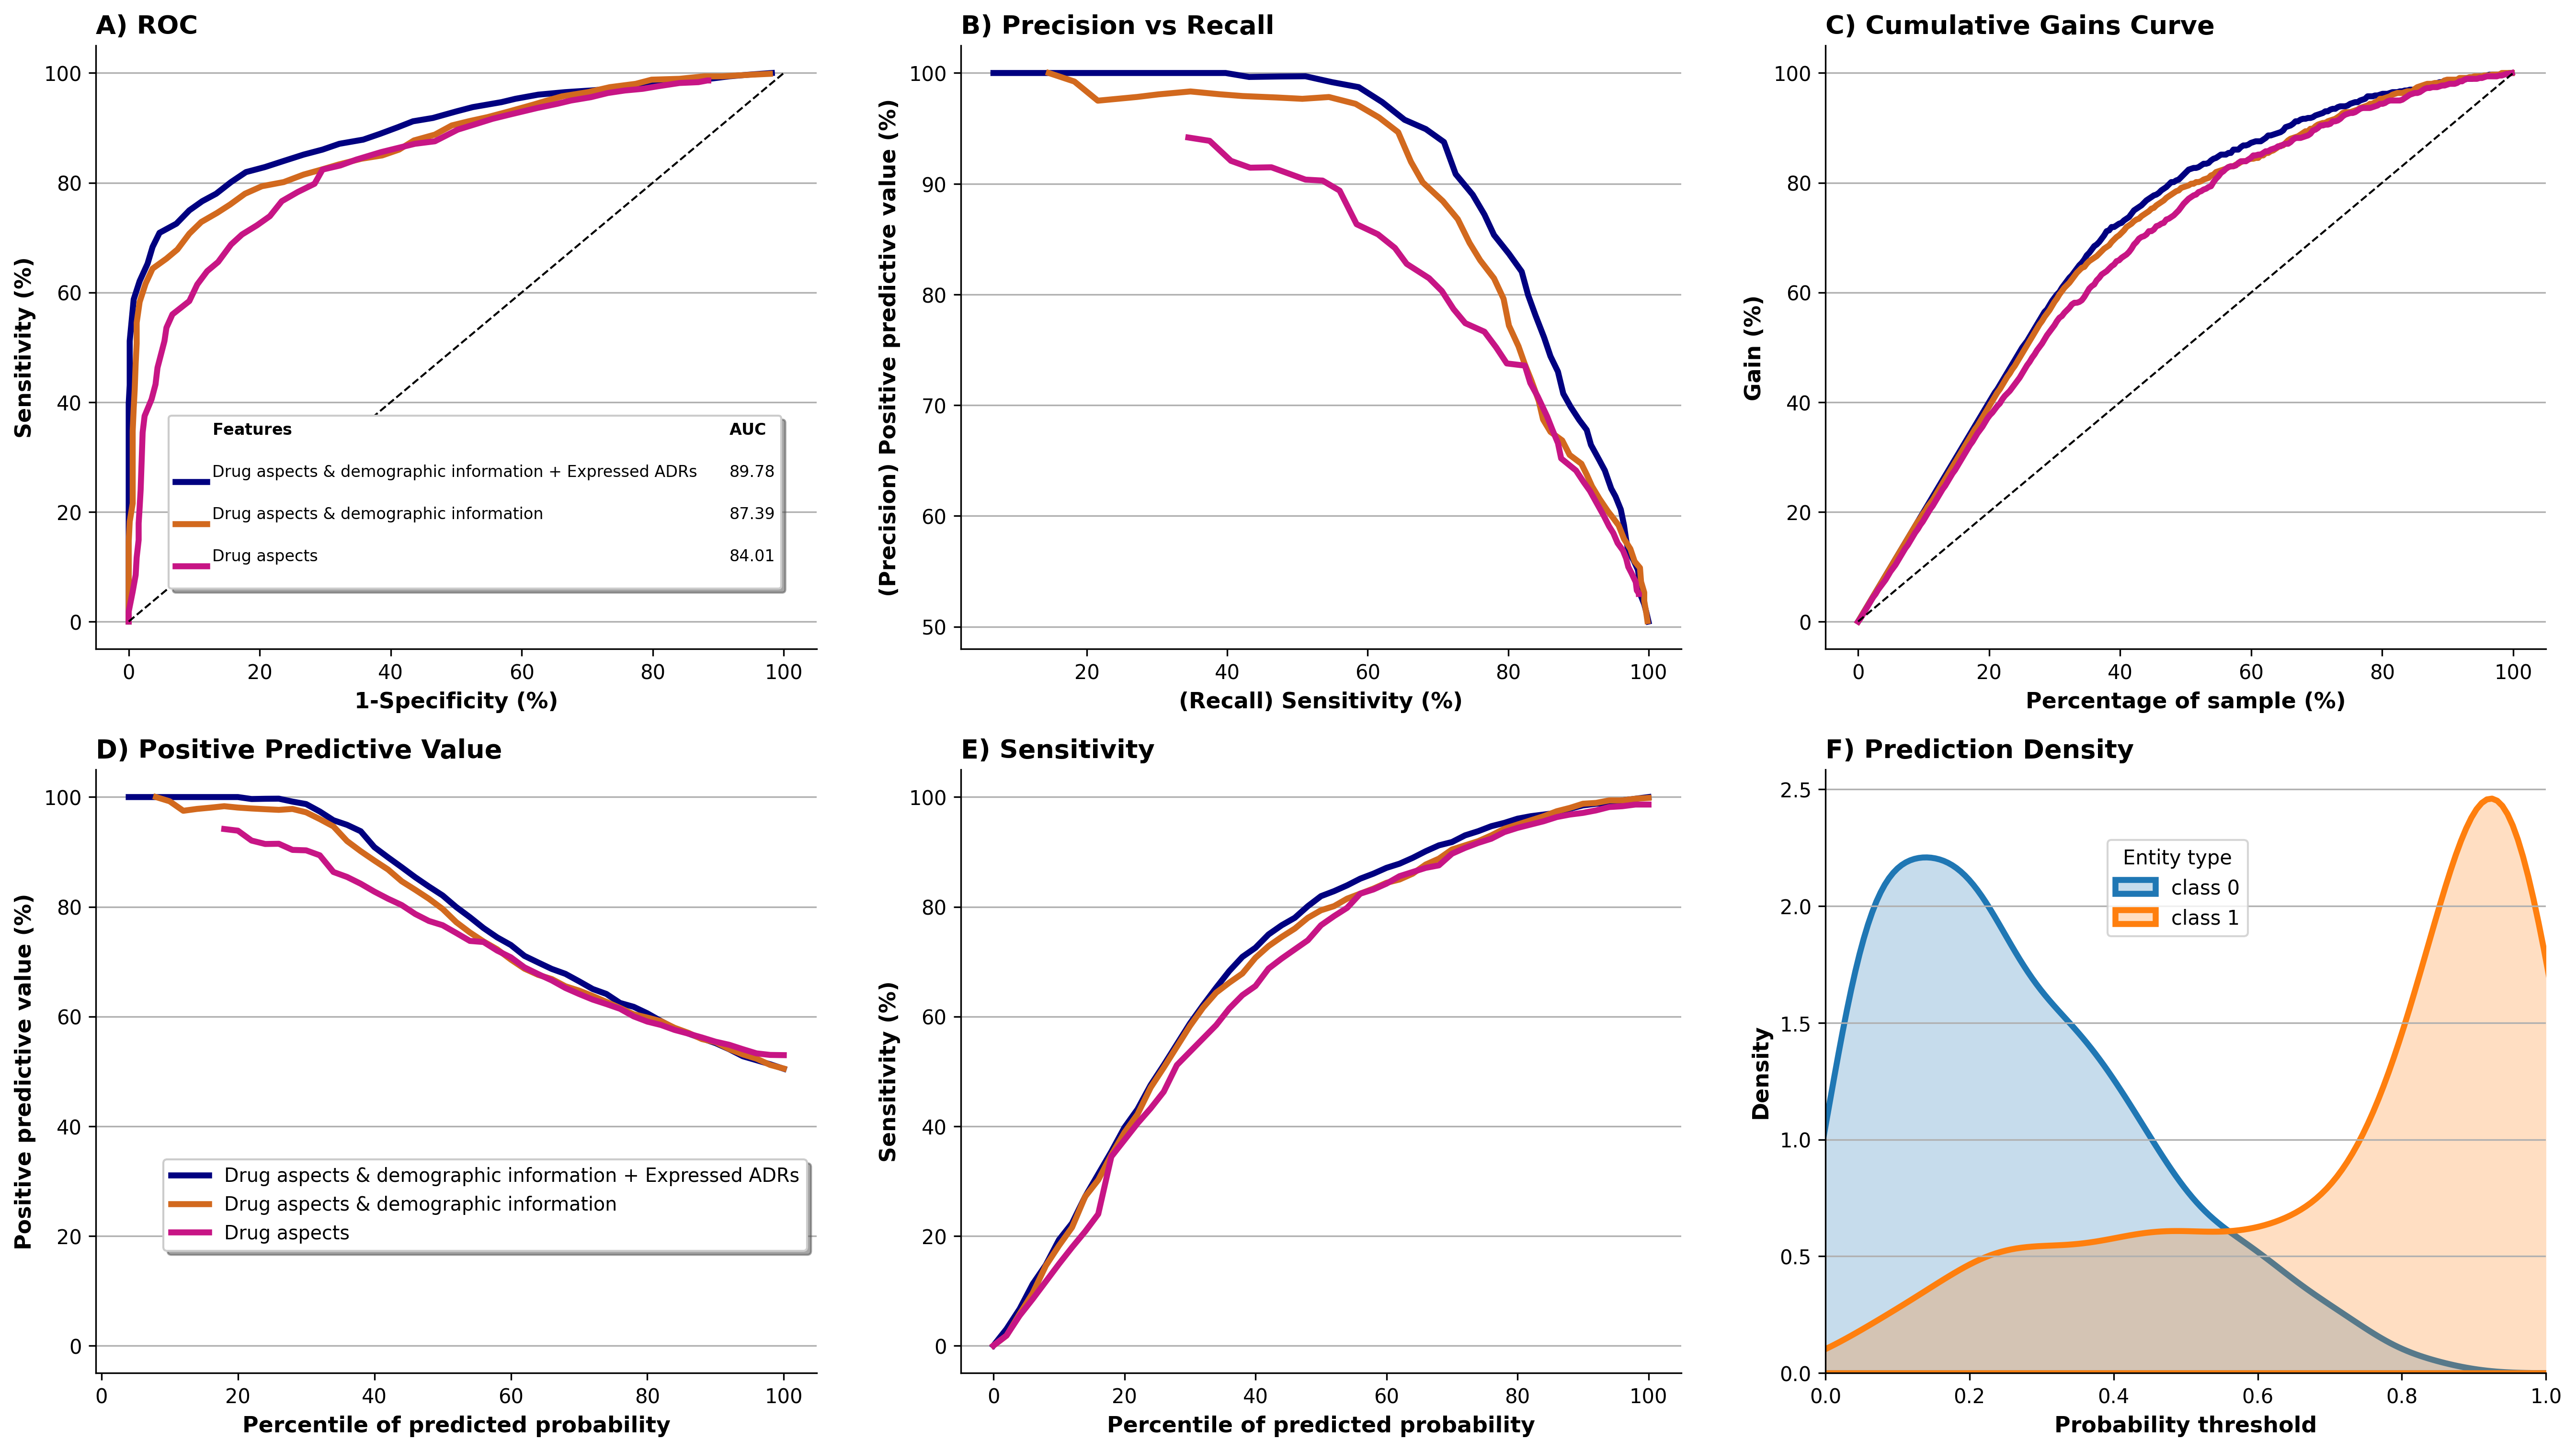 A) ROC
Sensitivity (%)
100
80
60
40
20
0
Features AUC
Drug aspects & demographic information + Expressed ADRs 89.78
Drug aspects & demographic information 87.39
Drug aspects 84.01
0 20 40 60 80 100
1-Specificity (%)
B) Precision vs Recall
(Precision) Positive predictive value (%)
100
90
80
70
60
50
20 40 60 80 100
(Recall) Sensitivity (%)
C) Cumulative Gains Curve
Gain (%)
100
80
60
40
20
0
0 20 40 60 80 100
Percentage of sample (%)
D) Positive Predictive Value
Positive predictive value (%)
100
80
60
40
20
0
Drug aspects & demographic information + Expressed ADRs
Drug aspects & demographic information
Drug aspects
0 20 40 60 80 100
Percentile of predicted probability
E) Sensitivity
Sensitivity (%)
100
80
60
40
20
0
0 20 40 60 80 100
Percentile of predicted probability
F) Prediction Density
Density
2.5
2.0
1.5
1.0
0.5
0.0
Entity type
class 0
class 1
0.0 0.2 0.4 0.6 0.8 1.0
Probability threshold